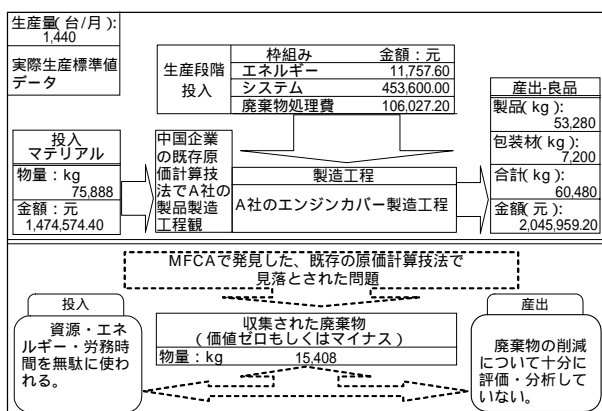 生産量(台/月):
1,440
実際生産標準値
データ
生産段階
投入
枠組み 金額:元
エネルギー 11,757.60
システム 453,600.00
廃棄物処理費 106,027.20
投入
マテリアル
物量:kg
75,888
金額:元
1,474,574.40
中国企業
の既存原
価計算技
法でA社の
製品製造
工程観
製造工程
A社のエンジンカバー製造工程
産出-良品
製品(kg):
53,280
包装材(kg):
7,200
合計(kg):
60,480
金額(元):
2,045,959.20
MFCAで発見した、既存の原価計算技法で
見落とされた問題
投入
資源・エネ
ルギー・労務時
間を無駄に使わ
れる。
収集された廃棄物
(価値ゼロもしくはマイナス)
物量:kg 15,408
産出
廃棄物の削減
について十分に
評価・分析し
ていない。